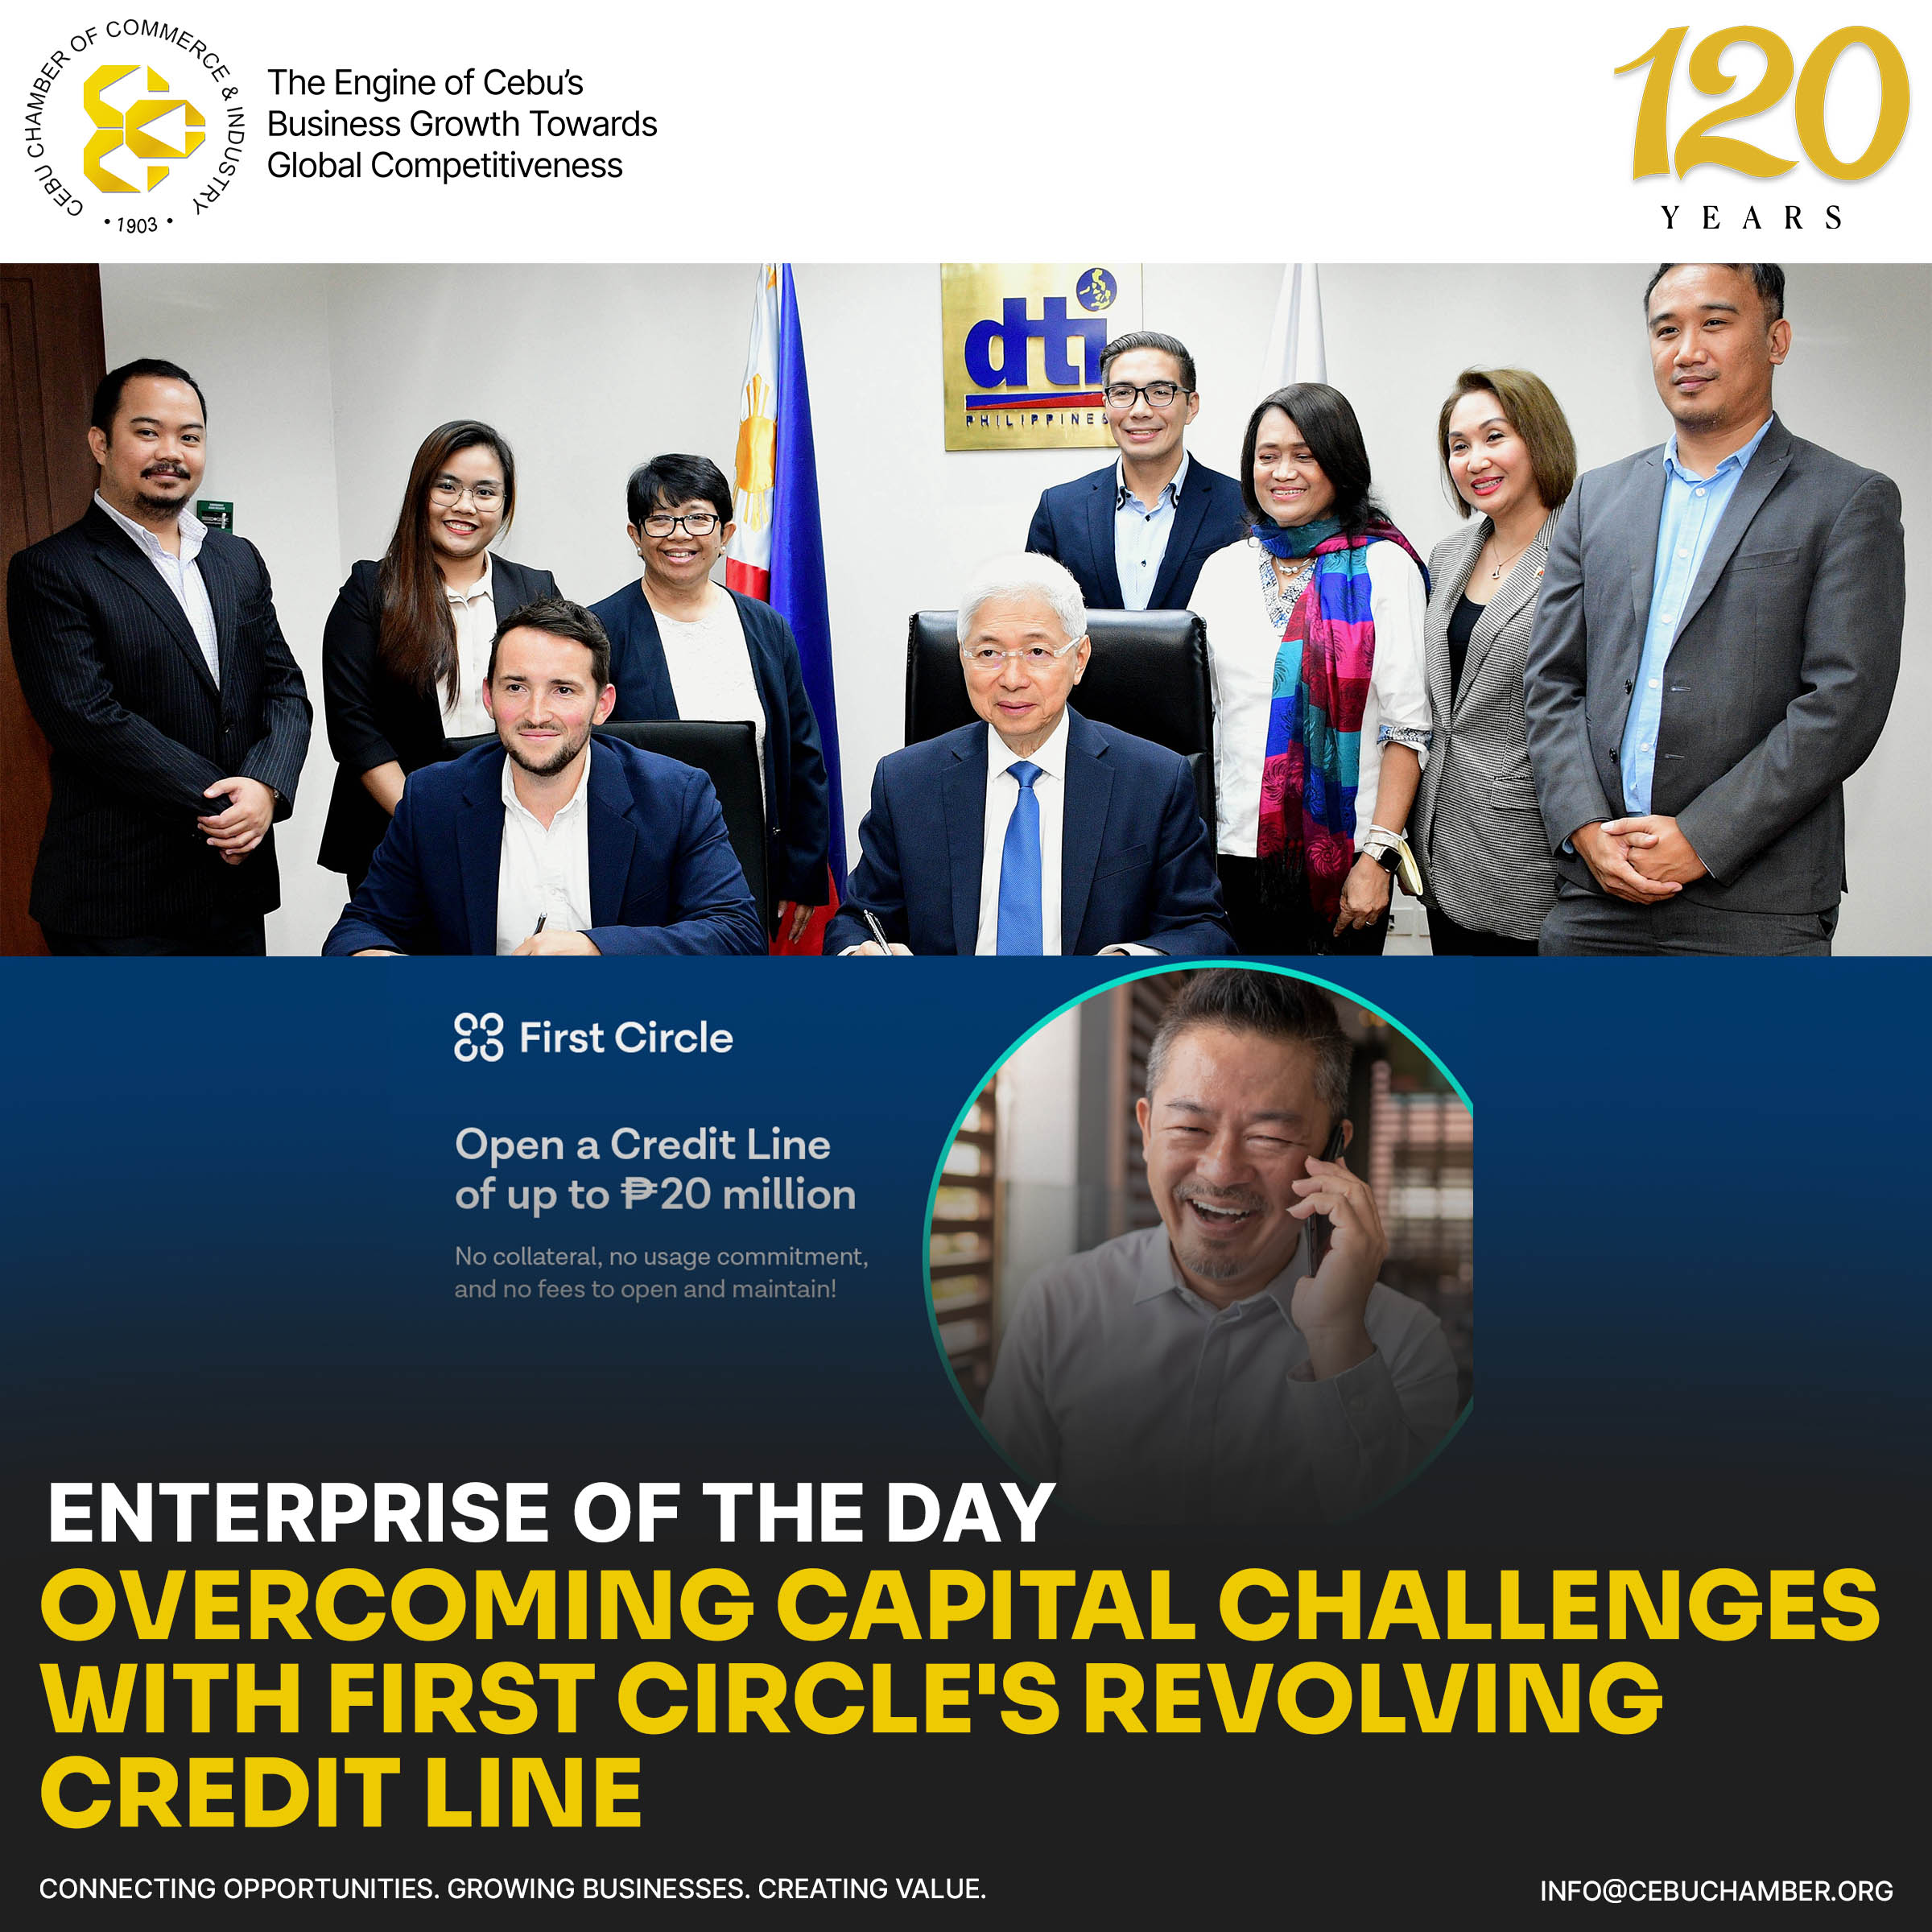 CEBU CHAMBER OF COMMERCE & INDUSTRY
• 1903 •
The Engine of Cebu's
Business Growth Towards
Global Competitiveness
120
YEARS
dti
PHILIPPINES
First Circle
Open a Credit Line
of up to ₱20 million
No collateral, no usage commitment,
and no fees to open and maintain!
ENTERPRISE OF THE DAY
OVERCOMING CAPITAL CHALLENGES
WITH FIRST CIRCLE'S REVOLVING
CREDIT LINE
CONNECTING OPPORTUNITIES. GROWING BUSINESSES. CREATING VALUE.
INFO@CEBUCHAMBER.ORG